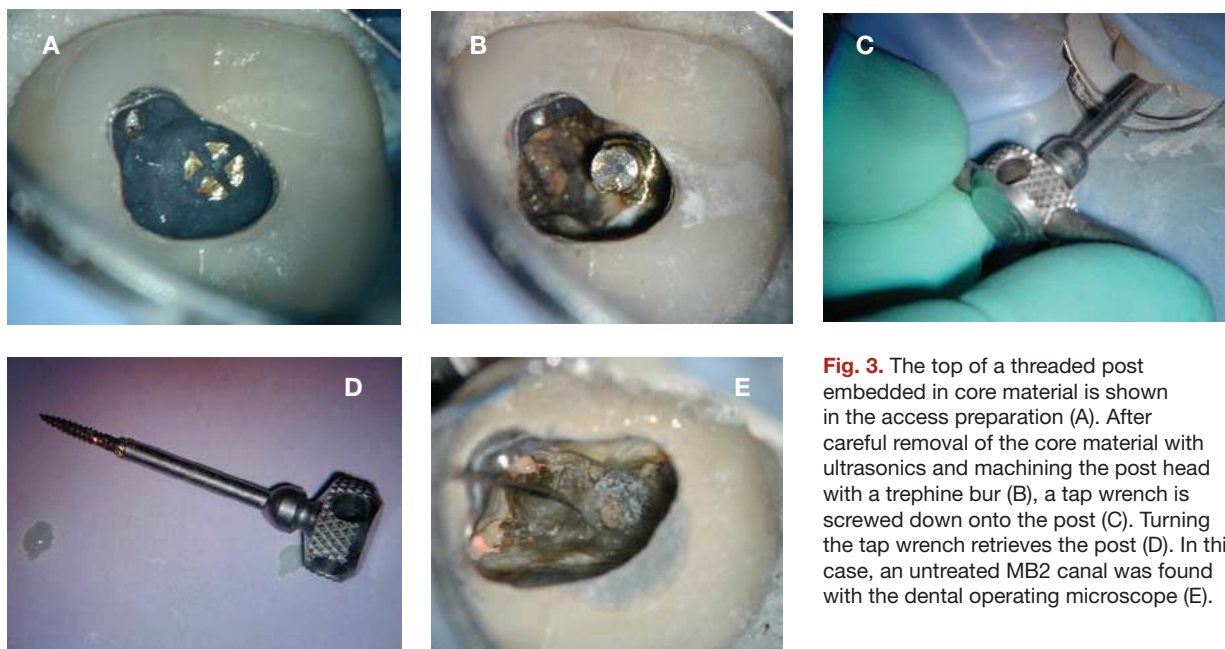 A
B
C
D
E
Fig. 3. The top of a threaded post
embedded in core material is shown
in the access preparation (A). After
careful removal of the core material with
ultrasonics and machining the post head
with a trephine bur (B), a tap wrench is
screwed down onto the post (C). Turning
the tap wrench retrieves the post (D). In thi
case, an untreated MB2 canal was found
with the dental operating microscope (E).